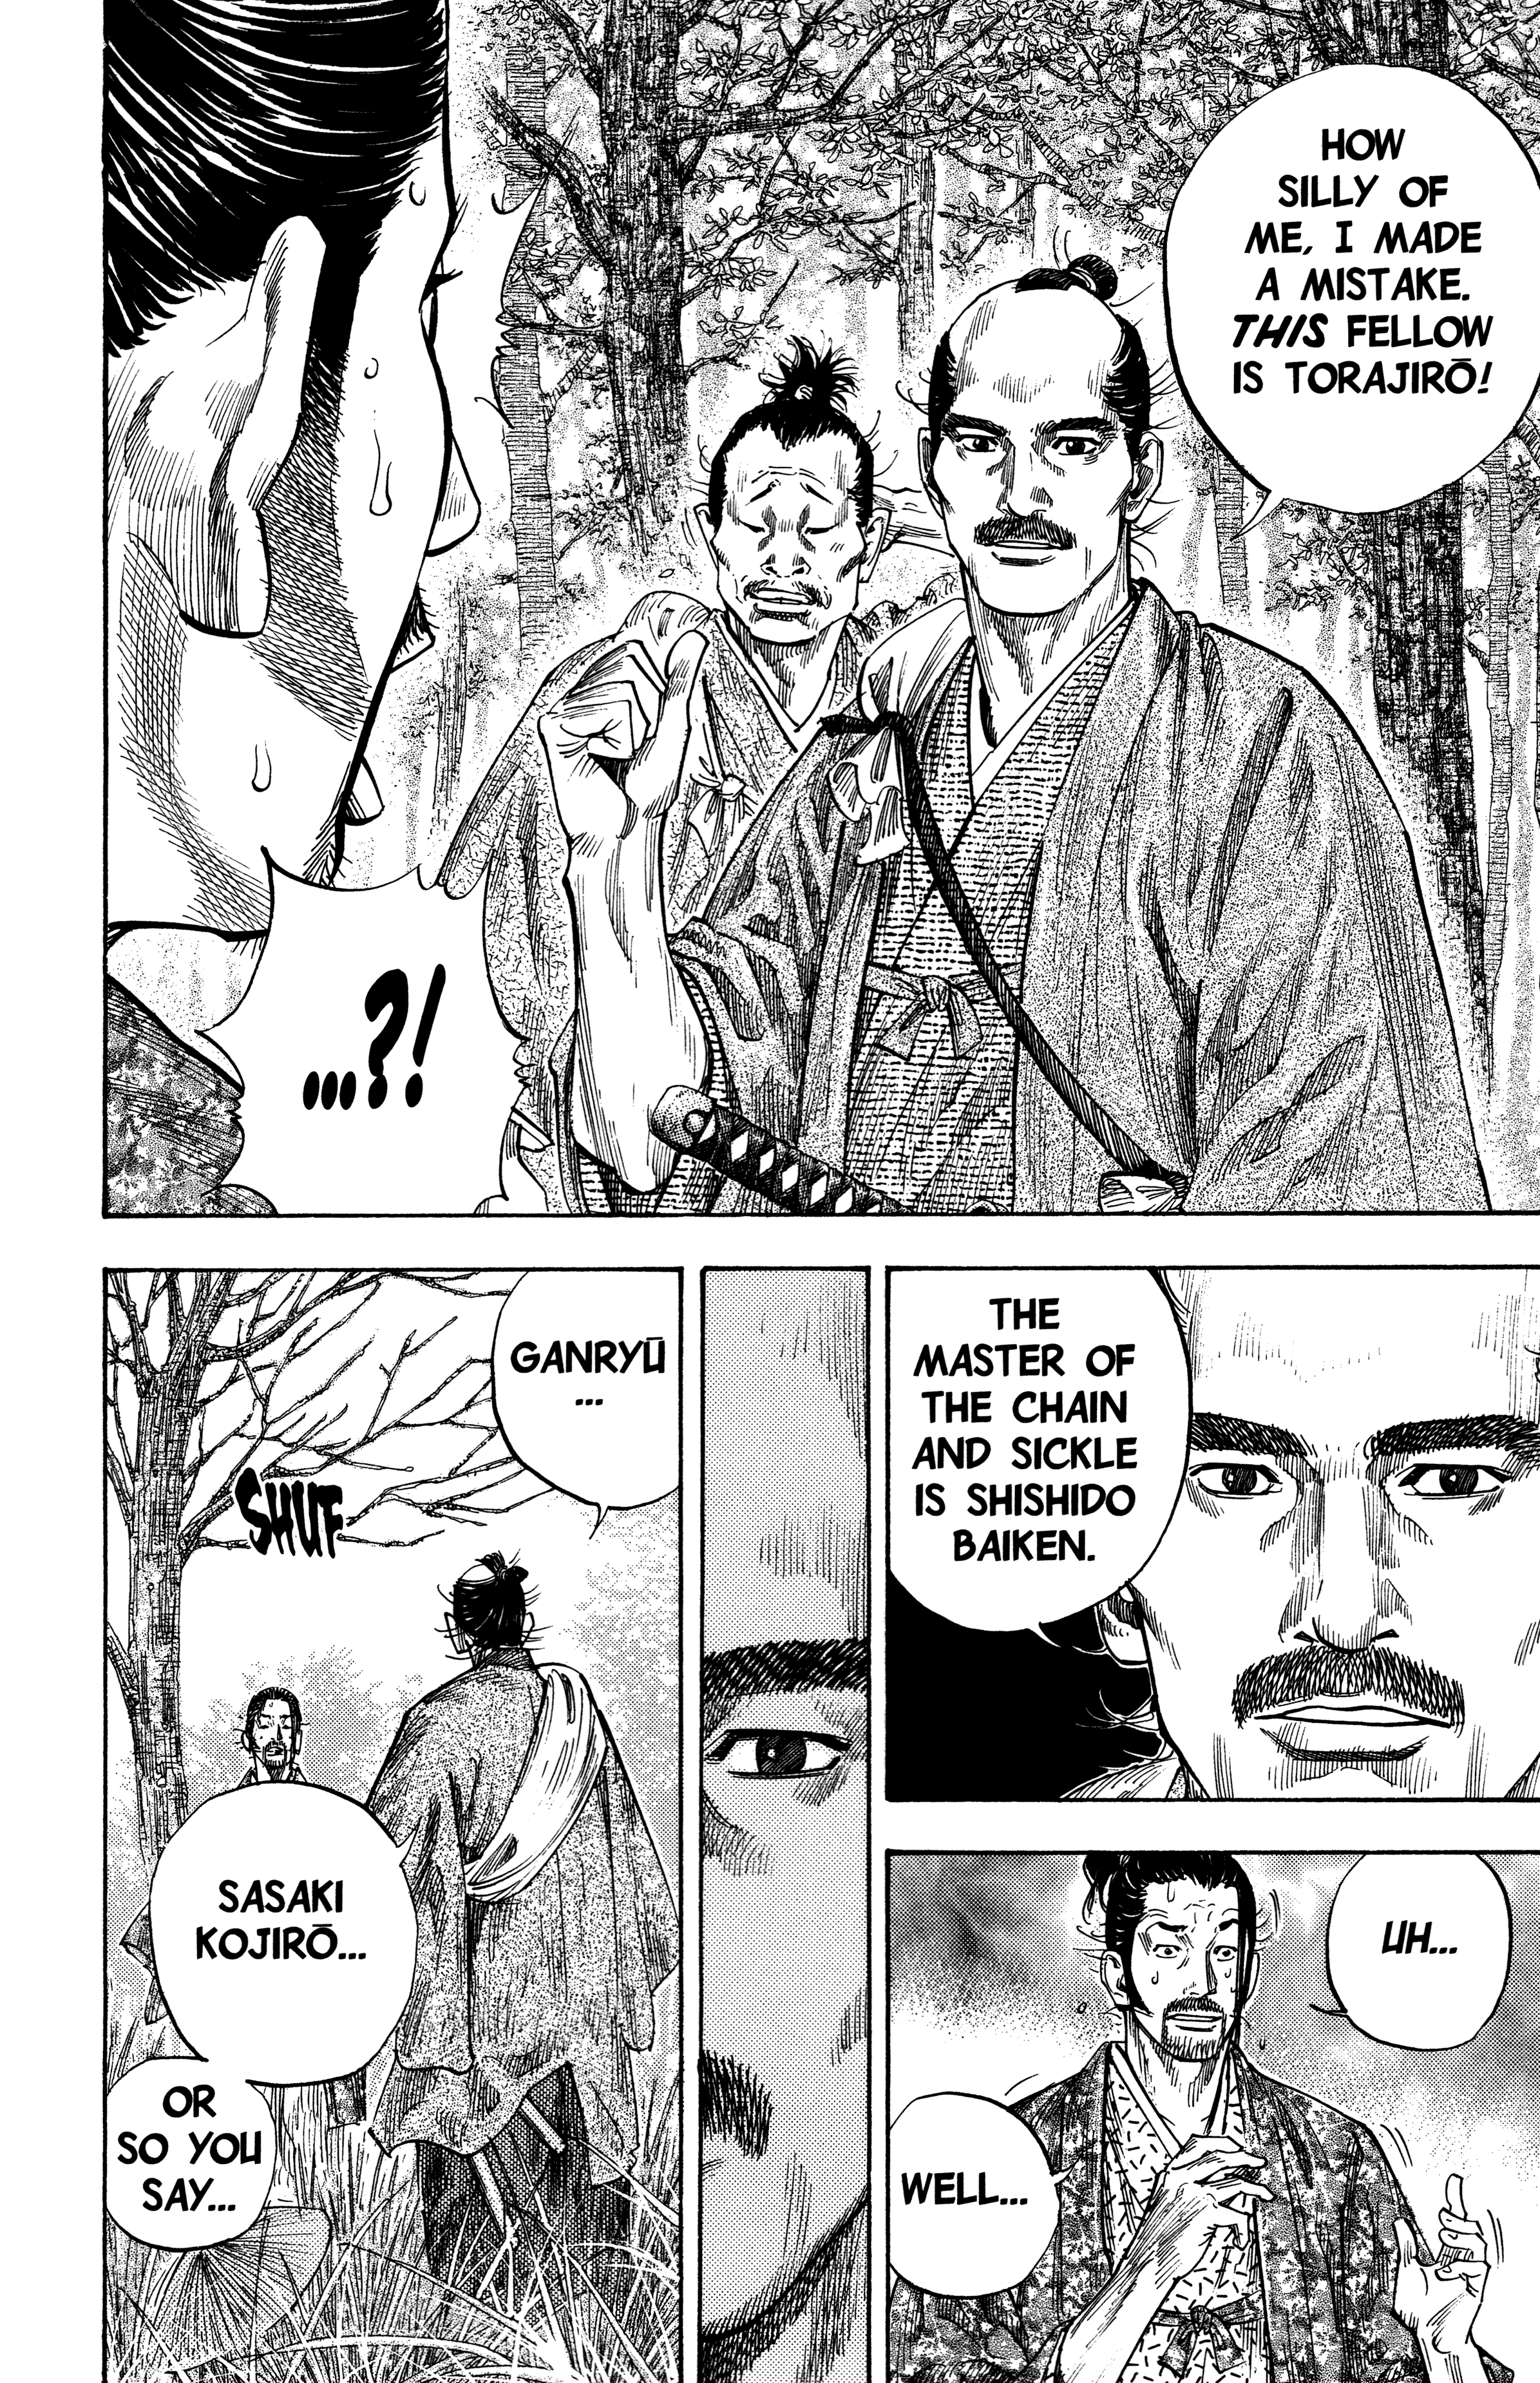 HOW
SILLY OF
ME, I MADE
A MISTAKE.
THIS FELLOW
IS TORAJIRŌ!
...?!
THE
MASTER OF
THE CHAIN
AND SICKLE
IS SHISHIDO
BAIKEN.
UH...
WELL...
GANRYŪ
...
SHUF
SASAKI
KOJIRŌ...
OR
SO YOU
SAY...